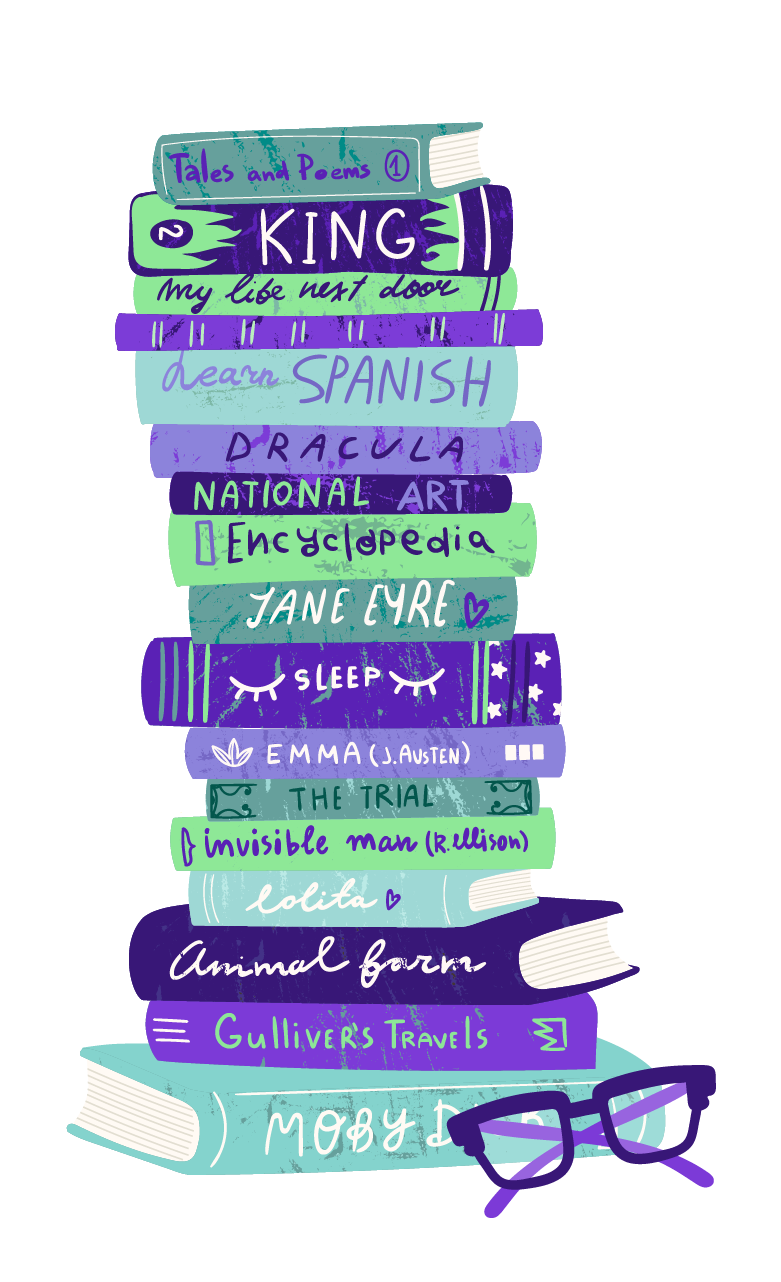 Tales and Poems 1
2 KING
my life next door
Learn SPANISH
DRACULA
NATIONAL ART
Encyclopedia
JANE EYRE
SLEEP
EMMA (J. AUSTEN)
THE TRIAL
invisible man (R. ellison)
lolita
Animal farm
GulliveR's TRAVels
MOBY